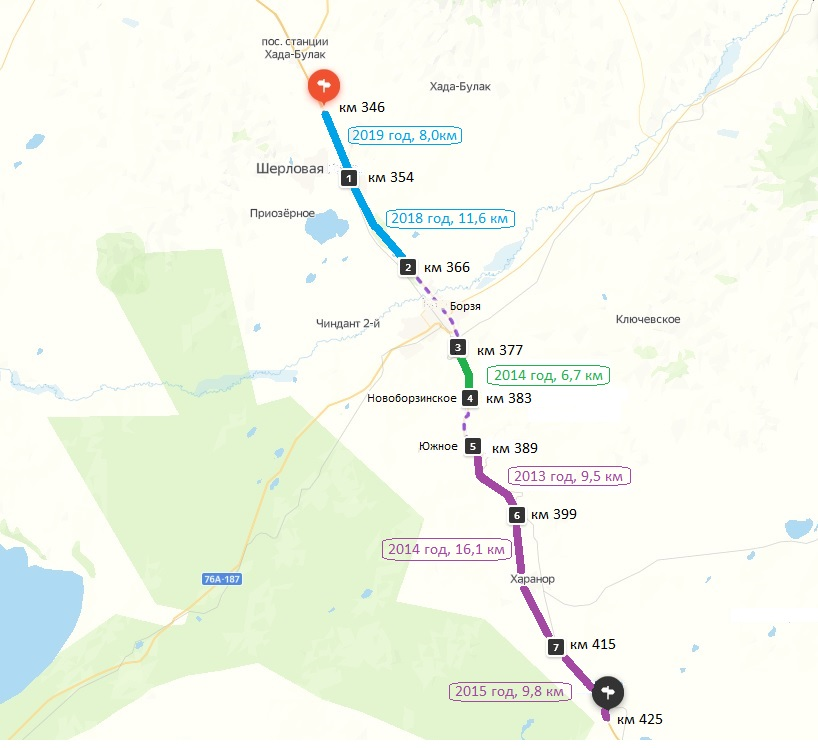 пос. станции
Хада-Булак
Хада-Булак
км 346
2019 год, 8,0км
Шерловая
1
км 354
Приозёрное
2018 год, 11,6 км
2
км 366
Борзя
Чиндант 2-й
Ключевское
3
км 377
2014 год, 6,7 км
Новоборзинское
4
км 383
Южное
5
км 389
2013 год, 9,5 км
6
км 399
2014 год, 16,1 км
76А-187
Харанор
7
км 415
2015 год, 9,8 км
км 425